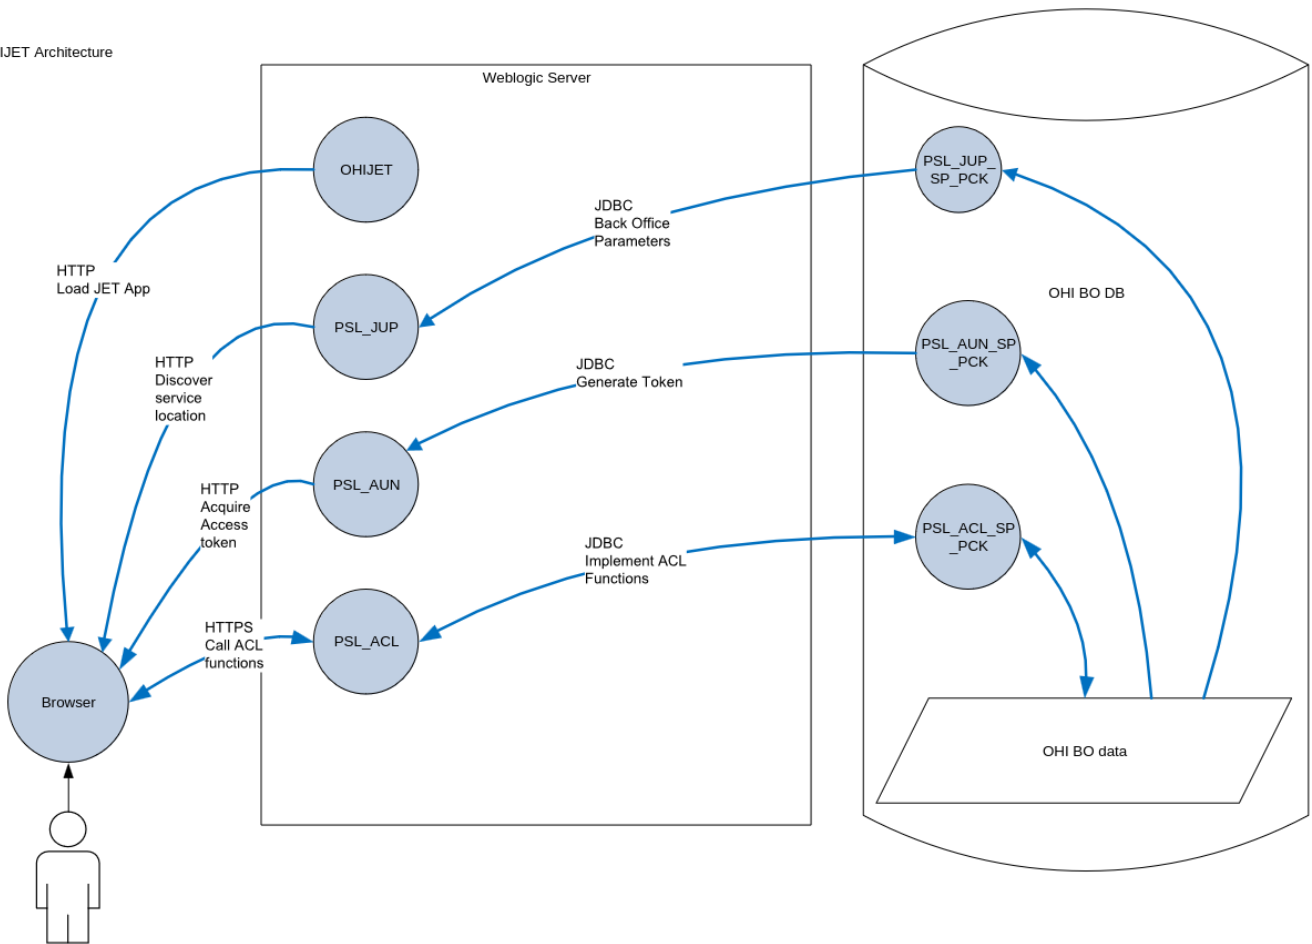 IJET Architecture
Weblogic Server
OHIJET
PSL_JUP_
SP_PCK
JDBC
Back Office
Parameters
HTTP
Load JET App
OHI BO DB
PSL_JUP
PSL_AUN_SP
_PCK
HTTP
Discover
service
location
JDBC
Generate Token
PSL_AUN
HTTP
Acquire
Access
token
PSL_ACL_SP
_PCK
JDBC
Implement ACL
Functions
HTTPS
Call ACL
functions
PSL_ACL
Browser
OHI BO data